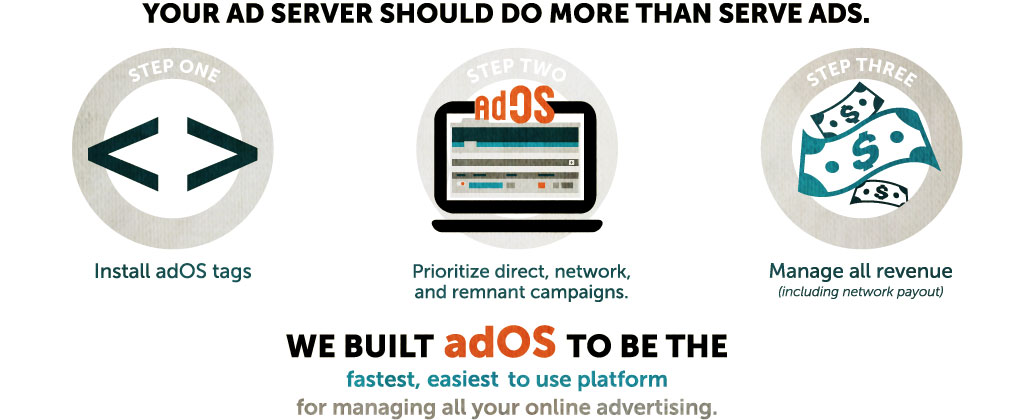 YOUR AD SERVER SHOULD DO MORE THAN SERVE ADS.
STEP ONE
STEP TWO
STEP THREE
AdOS
Install adOS tags
Prioritize direct, network,
and remnant campaigns.
Manage all revenue
(including network payout)
WE BUILT adOS TO BE THE
fastest, easiest to use platform
for managing all your online advertising.